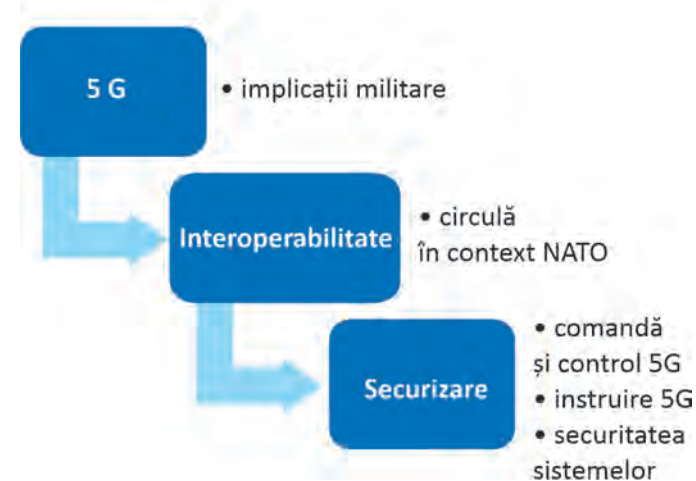 5 G
• implicații militare
Interoperabilitate
• circulă
în context NATO
Securizare
• comandă
și control 5G
• instruire 5G
• securitatea
sistemelor